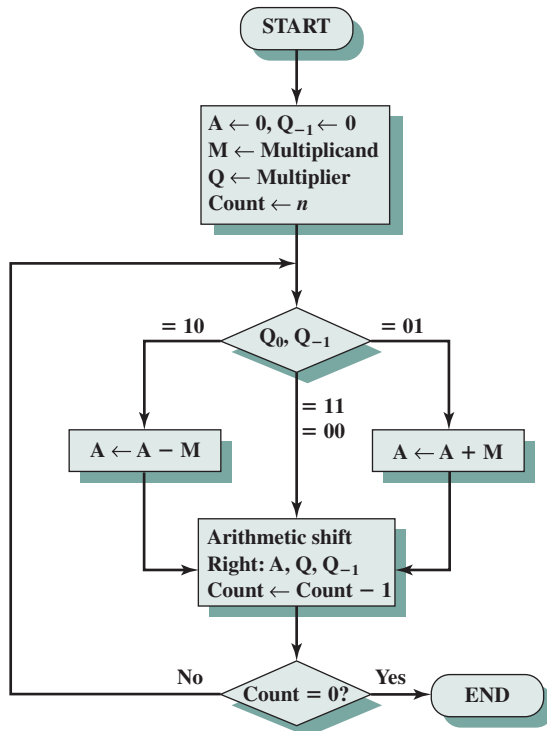 START
A ← 0, Q₋₁ ← 0
M ← Multiplicand
Q ← Multiplier
Count ← n
= 10
Q₀, Q₋₁
= 01
= 11
= 00
A ← A − M
A ← A + M
Arithmetic shift
Right: A, Q, Q₋₁
Count ← Count − 1
No
Count = 0?
Yes
END